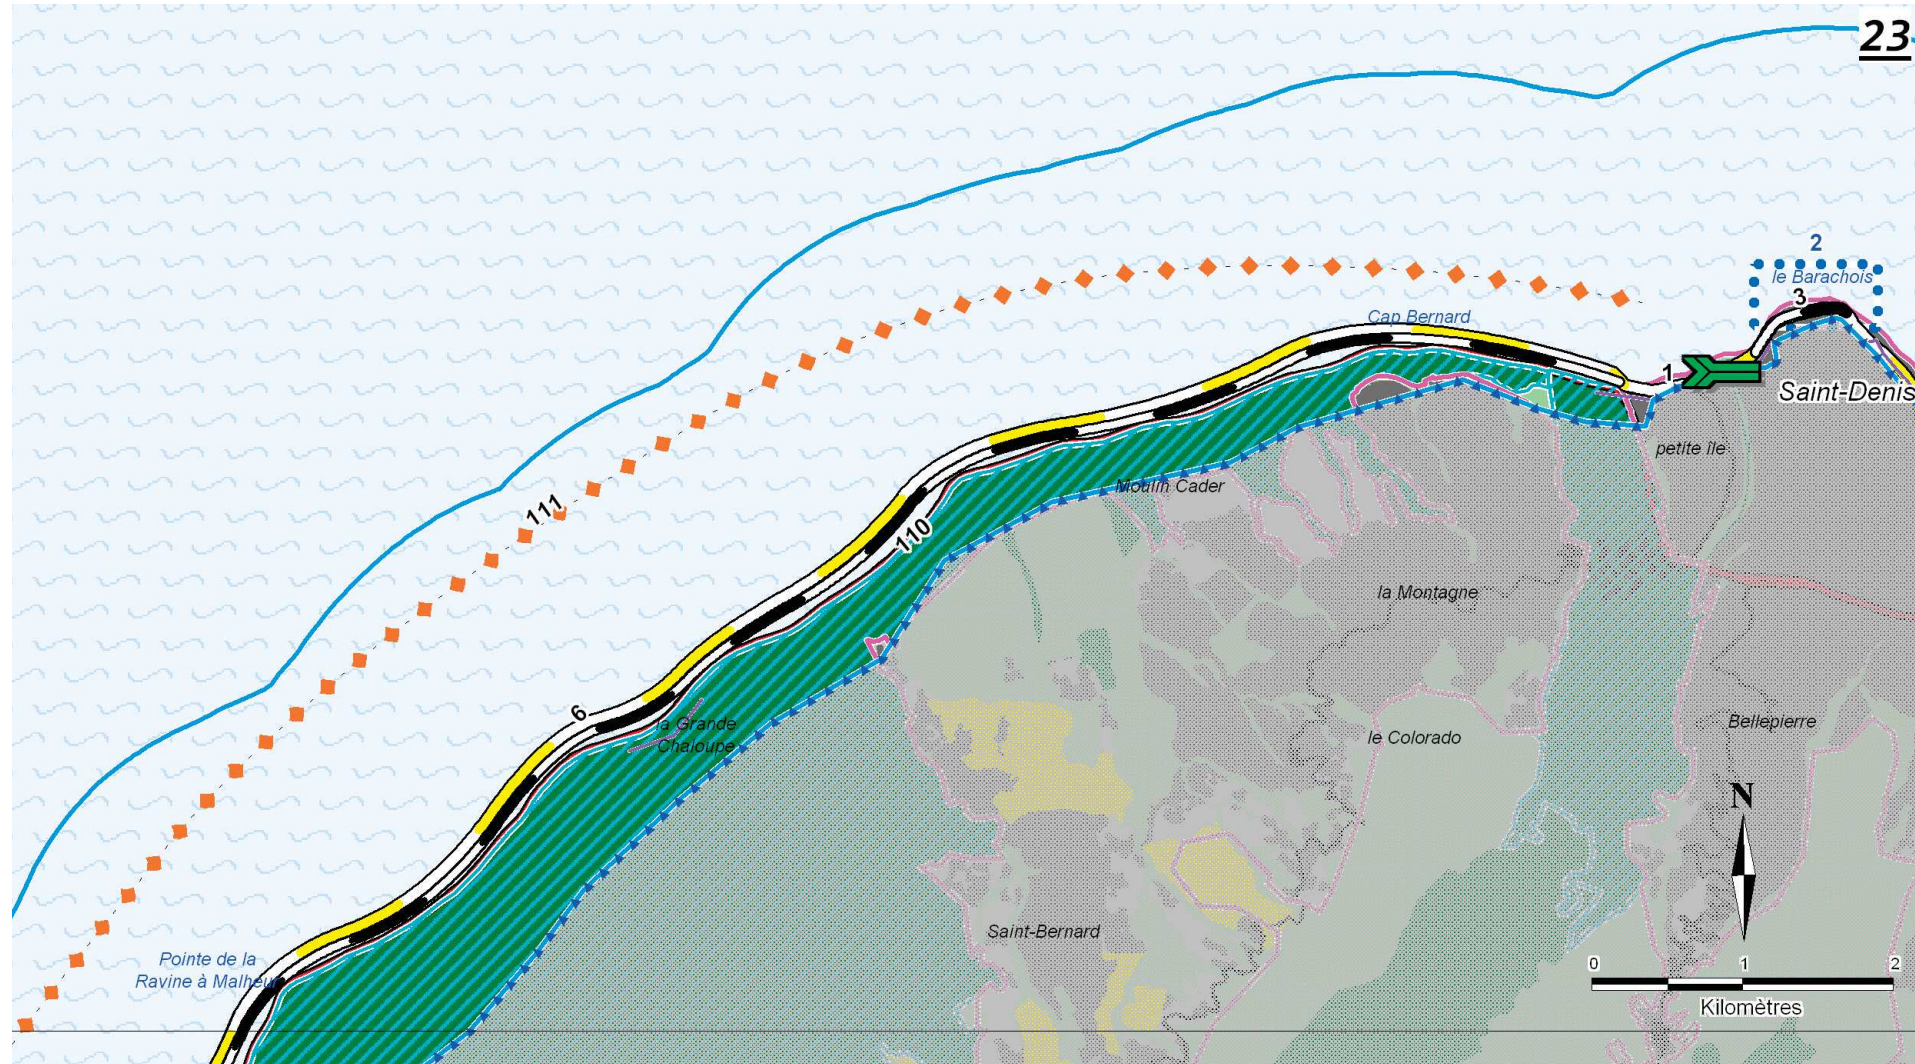 23
2
le Barachois
3
Cap Bernard
1
Saint-Denis
petite île
Moulin Cader
111
110
la Montagne
6
la Grande
Chaloupe
le Colorado
Bellepierre
N
Saint-Bernard
Pointe de la
Ravine à Malheur
0 1 2
Kilomètres